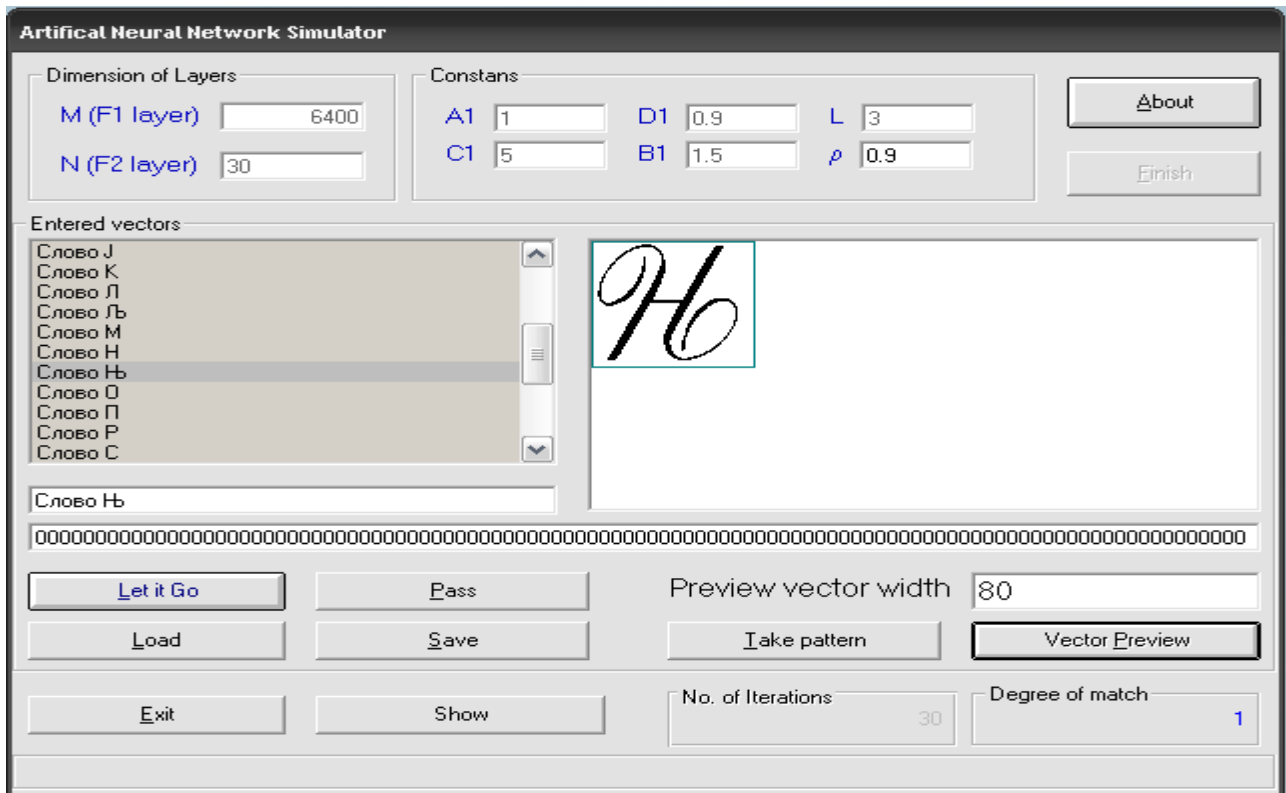 Artifical Neural Network Simulator
Dimension of Layers
M (F1 layer) 6400
N (F2 layer) 30
Constans
A1 1 D1 0.9 L 3
C1 5 B1 1.5 ρ 0.9
About
Finish
Entered vectors
Слово Ј
Слово К
Слово Л
Слово Љ
Слово М
Слово Н
Слово Њ
Слово О
Слово П
Слово Р
Слово С
Њ
Слово Њ
Let it Go Pass Preview vector width 80
Load Save Take pattern Vector Preview
Exit Show
No. of Iterations
30
Degree of match
1